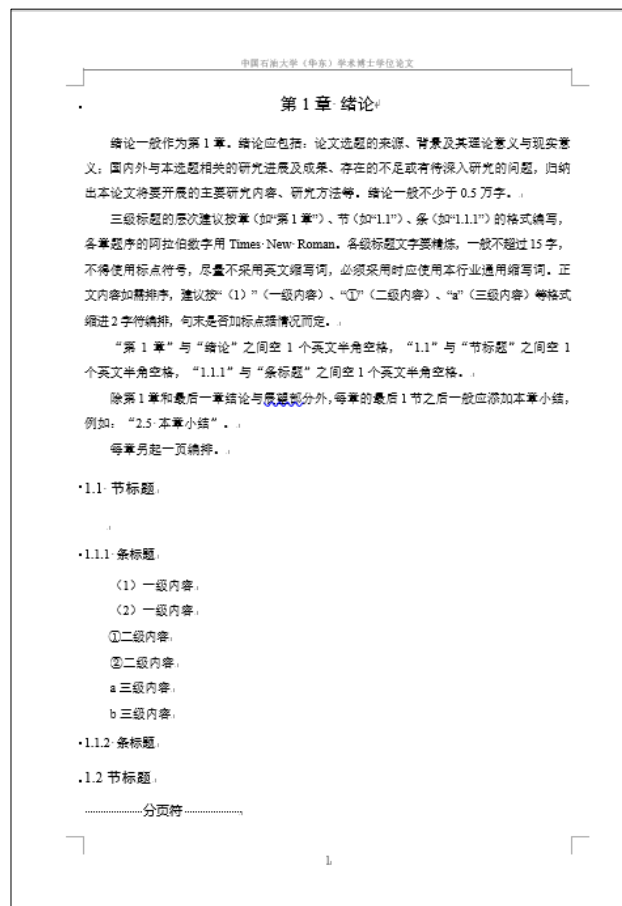 中国石油大学（华东）学术博士学位论文
第 1 章 绪论
绪论一般作为第 1 章。绪论应包括：论文选题的来源、背景及其理论意义与现实意
义；国内外与本选题相关的研究进展及成果、存在的不足或有待深入研究的问题，归纳
出本论文将要开展的主要研究内容、研究方法等。绪论一般不少于 0.5 万字。
三级标题的层次建议按章（如“第 1 章”）、节（如“1.1”）、条（如“1.1.1”）的格式编写，
各章题序的阿拉伯数字用 Times New Roman。各级标题文字要精炼，一般不超过 15 字，
不得使用标点符号，尽量不采用英文缩写词，必须采用时应使用本行业通用缩写词。正
文内容如需排序，建议按“（1）”（一级内容）、“①”（二级内容）、“a”（三级内容）等格式
缩进 2 字符编排，句末是否加标点据情况而定。
“第 1 章”与“绪论”之间空 1 个英文半角空格，“1.1”与“节标题”之间空 1
个英文半角空格，“1.1.1”与“条标题”之间空 1 个英文半角空格。
除第 1 章和最后一章结论与展望部分外，每章的最后 1 节之后一般应添加本章小结，
例如：“2.5 本章小结”。
每章另起一页编排。
1.1 节标题
1.1.1 条标题
（1）一级内容
（2）一级内容
①二级内容
②二级内容
a 三级内容
b 三级内容
1.1.2 条标题
1.2 节标题
分页符
1